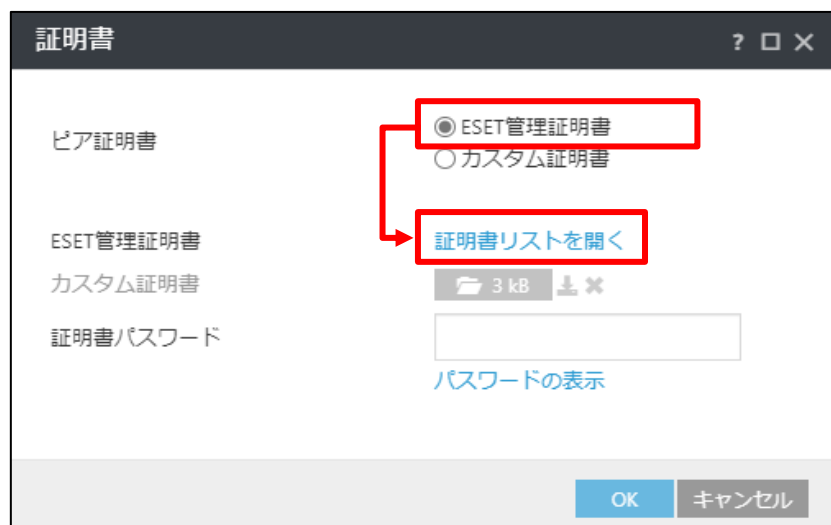 証明書
?
ピア証明書
ESET管理証明書
カスタム証明書
ESET管理証明書
証明書リストを開く
カスタム証明書
3 kB
証明書パスワード
パスワードの表示
OK
キャンセル